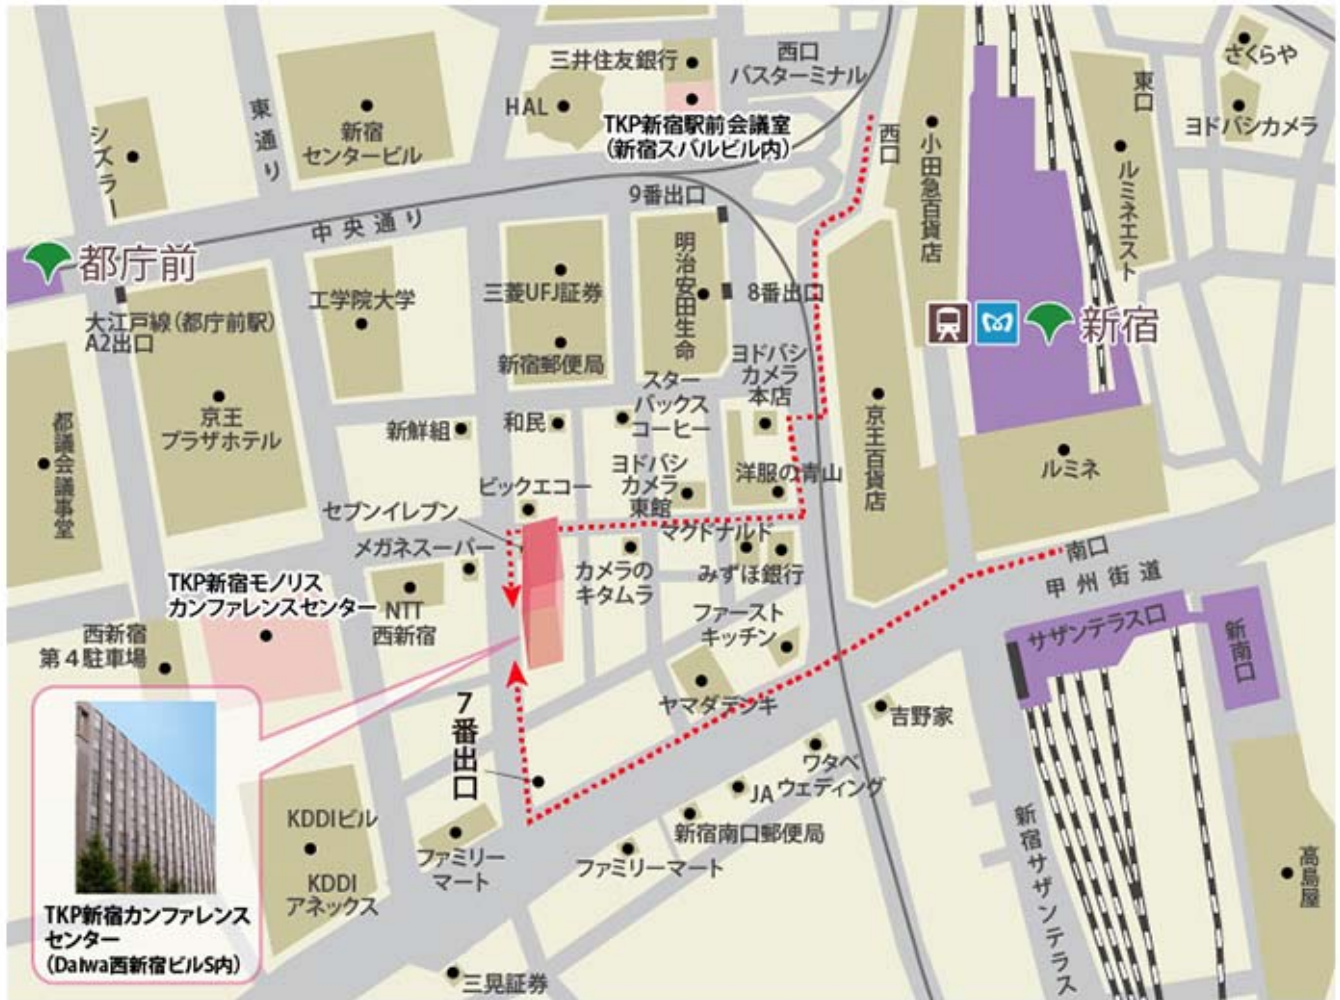 三井住友銀行
西口
バスターミナル
さくらや
東口
HAL
TKP新宿駅前会議室
(新宿スバルビル内)
ヨドバシカメラ
東通り
新宿
センタービル
シズラー
西口
小田急百貨店
ルミネエスト
中央通り
9番出口
都庁前
明治安田生命
工学院大学
三菱UFJ証券
8番出口
新宿
大江戸線(都庁前駅)
A2出口
新宿郵便局
ヨドバシ
カメラ
本店
スター
バックス
コーヒー
京王
プラザホテル
都議会議事堂
新鮮組
和民
京王百貨店
ルミネ
ヨドバシ
カメラ
東館
洋服の青山
ビックエコー
セブンイレブン
マクドナルド
メガネスーパー
南口
甲州街道
カメラの
キタムラ
みずほ銀行
TKP新宿モノリス
カンファレンスセンター
NTT
西新宿
ファースト
キッチン
サザンテラス口
新南口
西新宿
第4駐車場
7番出口
ヤマダデンキ
吉野家
ワタベ
ウェディング
JA
KDDIビル
新宿南口郵便局
ファミリー
マート
ファミリーマート
新宿サザンテラス
高島屋
KDDI
アネックス
TKP新宿カンファレンス
センター
(Daiwa西新宿ビルS内)
三晃証券